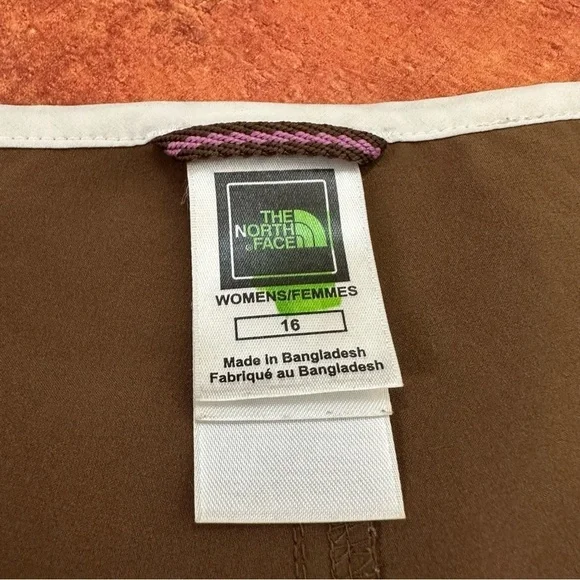 THE
NORTH
FACE
WOMENS/FEMMES
16
Made in Bangladesh
Fabriqué au Bangladesh